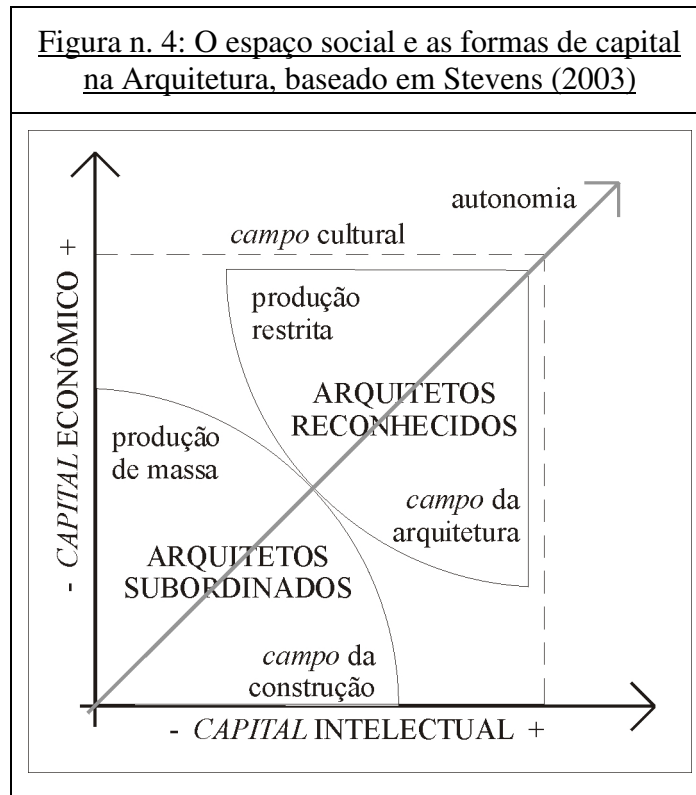 Figura n. 4: O espaço social e as formas de capital
na Arquitetura, baseado em Stevens (2003)
autonomia
campo cultural
produção
restrita
ARQUITETOS
RECONHECIDOS
produção
de massa
campo da
arquitetura
ARQUITETOS
SUBORDINADOS
campo da
construção
- CAPITAL ECONÔMICO +
- CAPITAL INTELECTUAL +